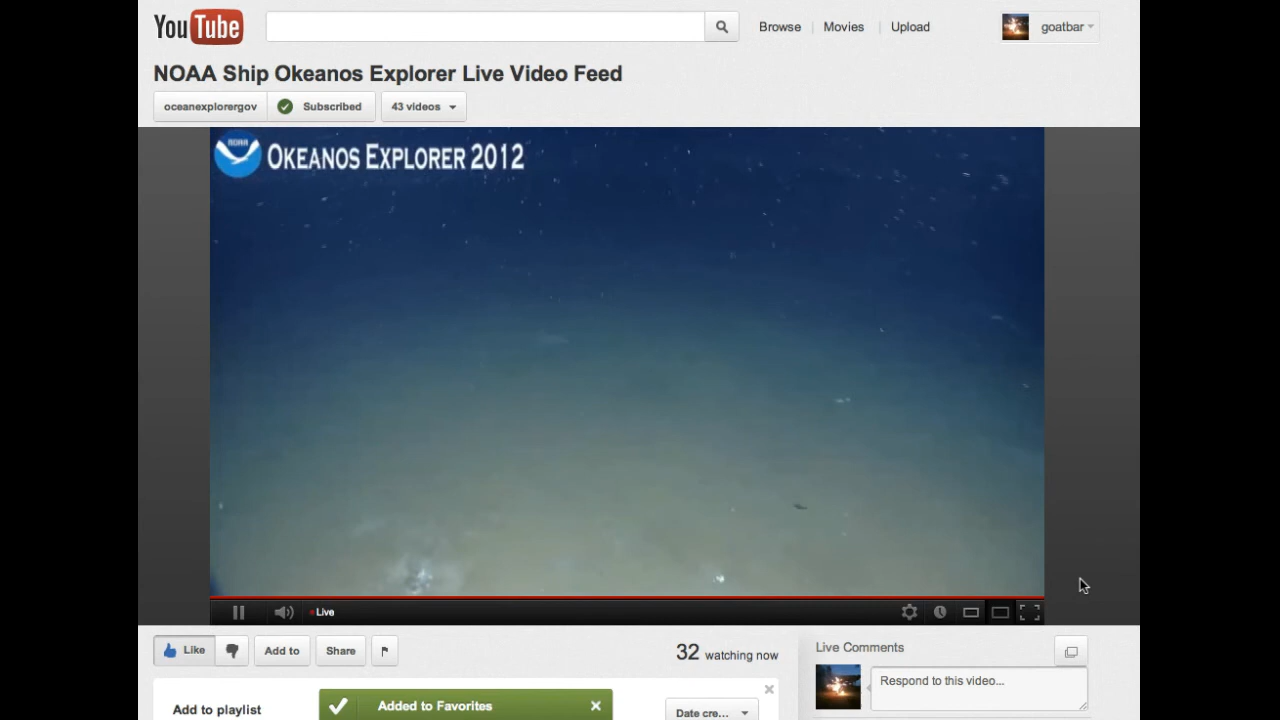 YouTube
Browse
Movies
Upload
goatbar
NOAA Ship Okeanos Explorer Live Video Feed
oceanexplorergov
Subscribed
43 videos
NOAA
OKEANOS EXPLORER 2012
Live
Like
Add to
Share
32 watching now
Live Comments
Respond to this video...
Add to playlist
Added to Favorites
Date cre...